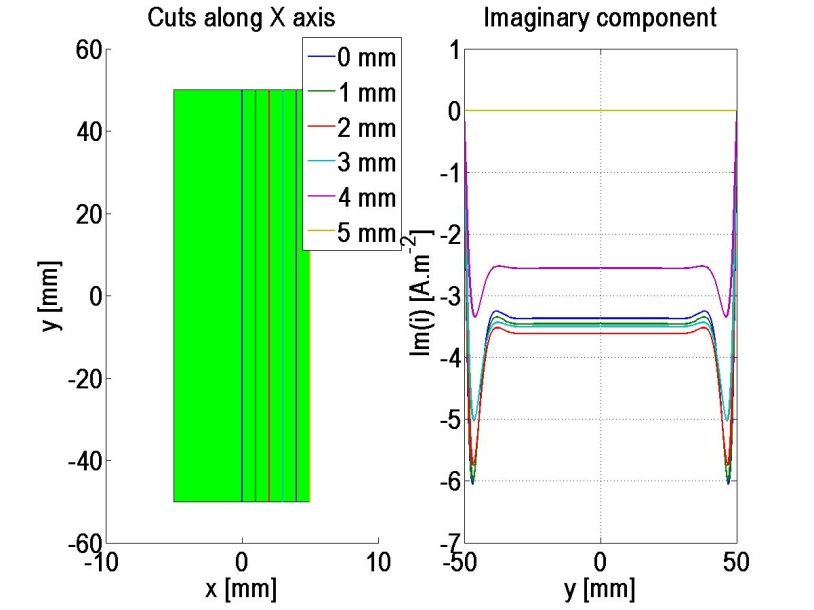 Cuts along X axis
60
40
20
0
-20
-40
-60
-10
0
10
x [mm]
y [mm]
0 mm
1 mm
2 mm
3 mm
4 mm
5 mm
Imaginary component
1
0
-1
-2
-3
-4
-5
-6
-7
-50
0
50
y [mm]
Im(i) [A.m-2]